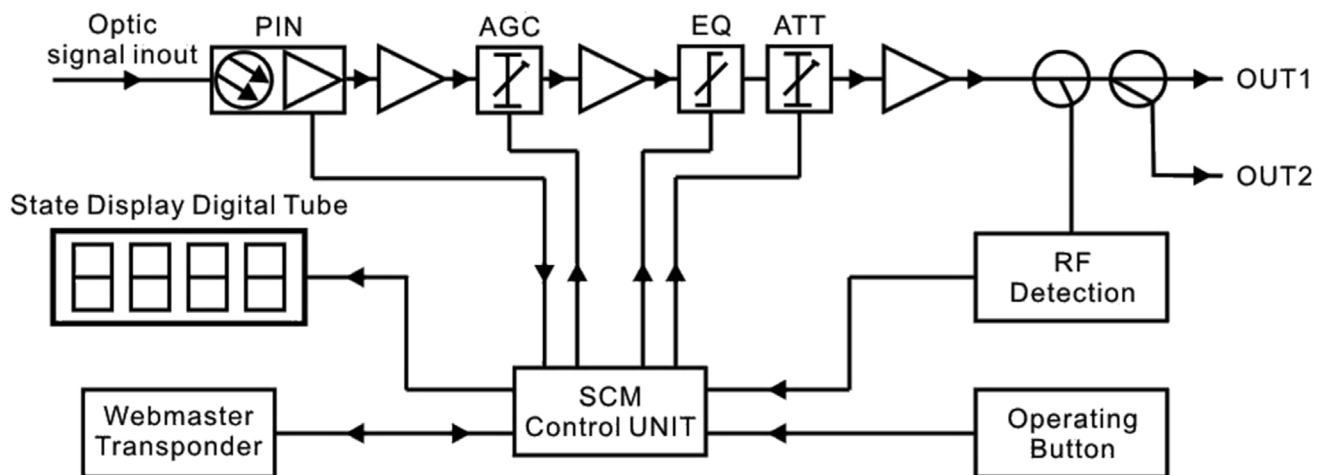 Optic
signal inout
PIN
AGC
EQ
ATT
OUT1
OUT2
State Display Digital Tube
RF
Detection
SCM
Control UNIT
Webmaster
Transponder
Operating
Button